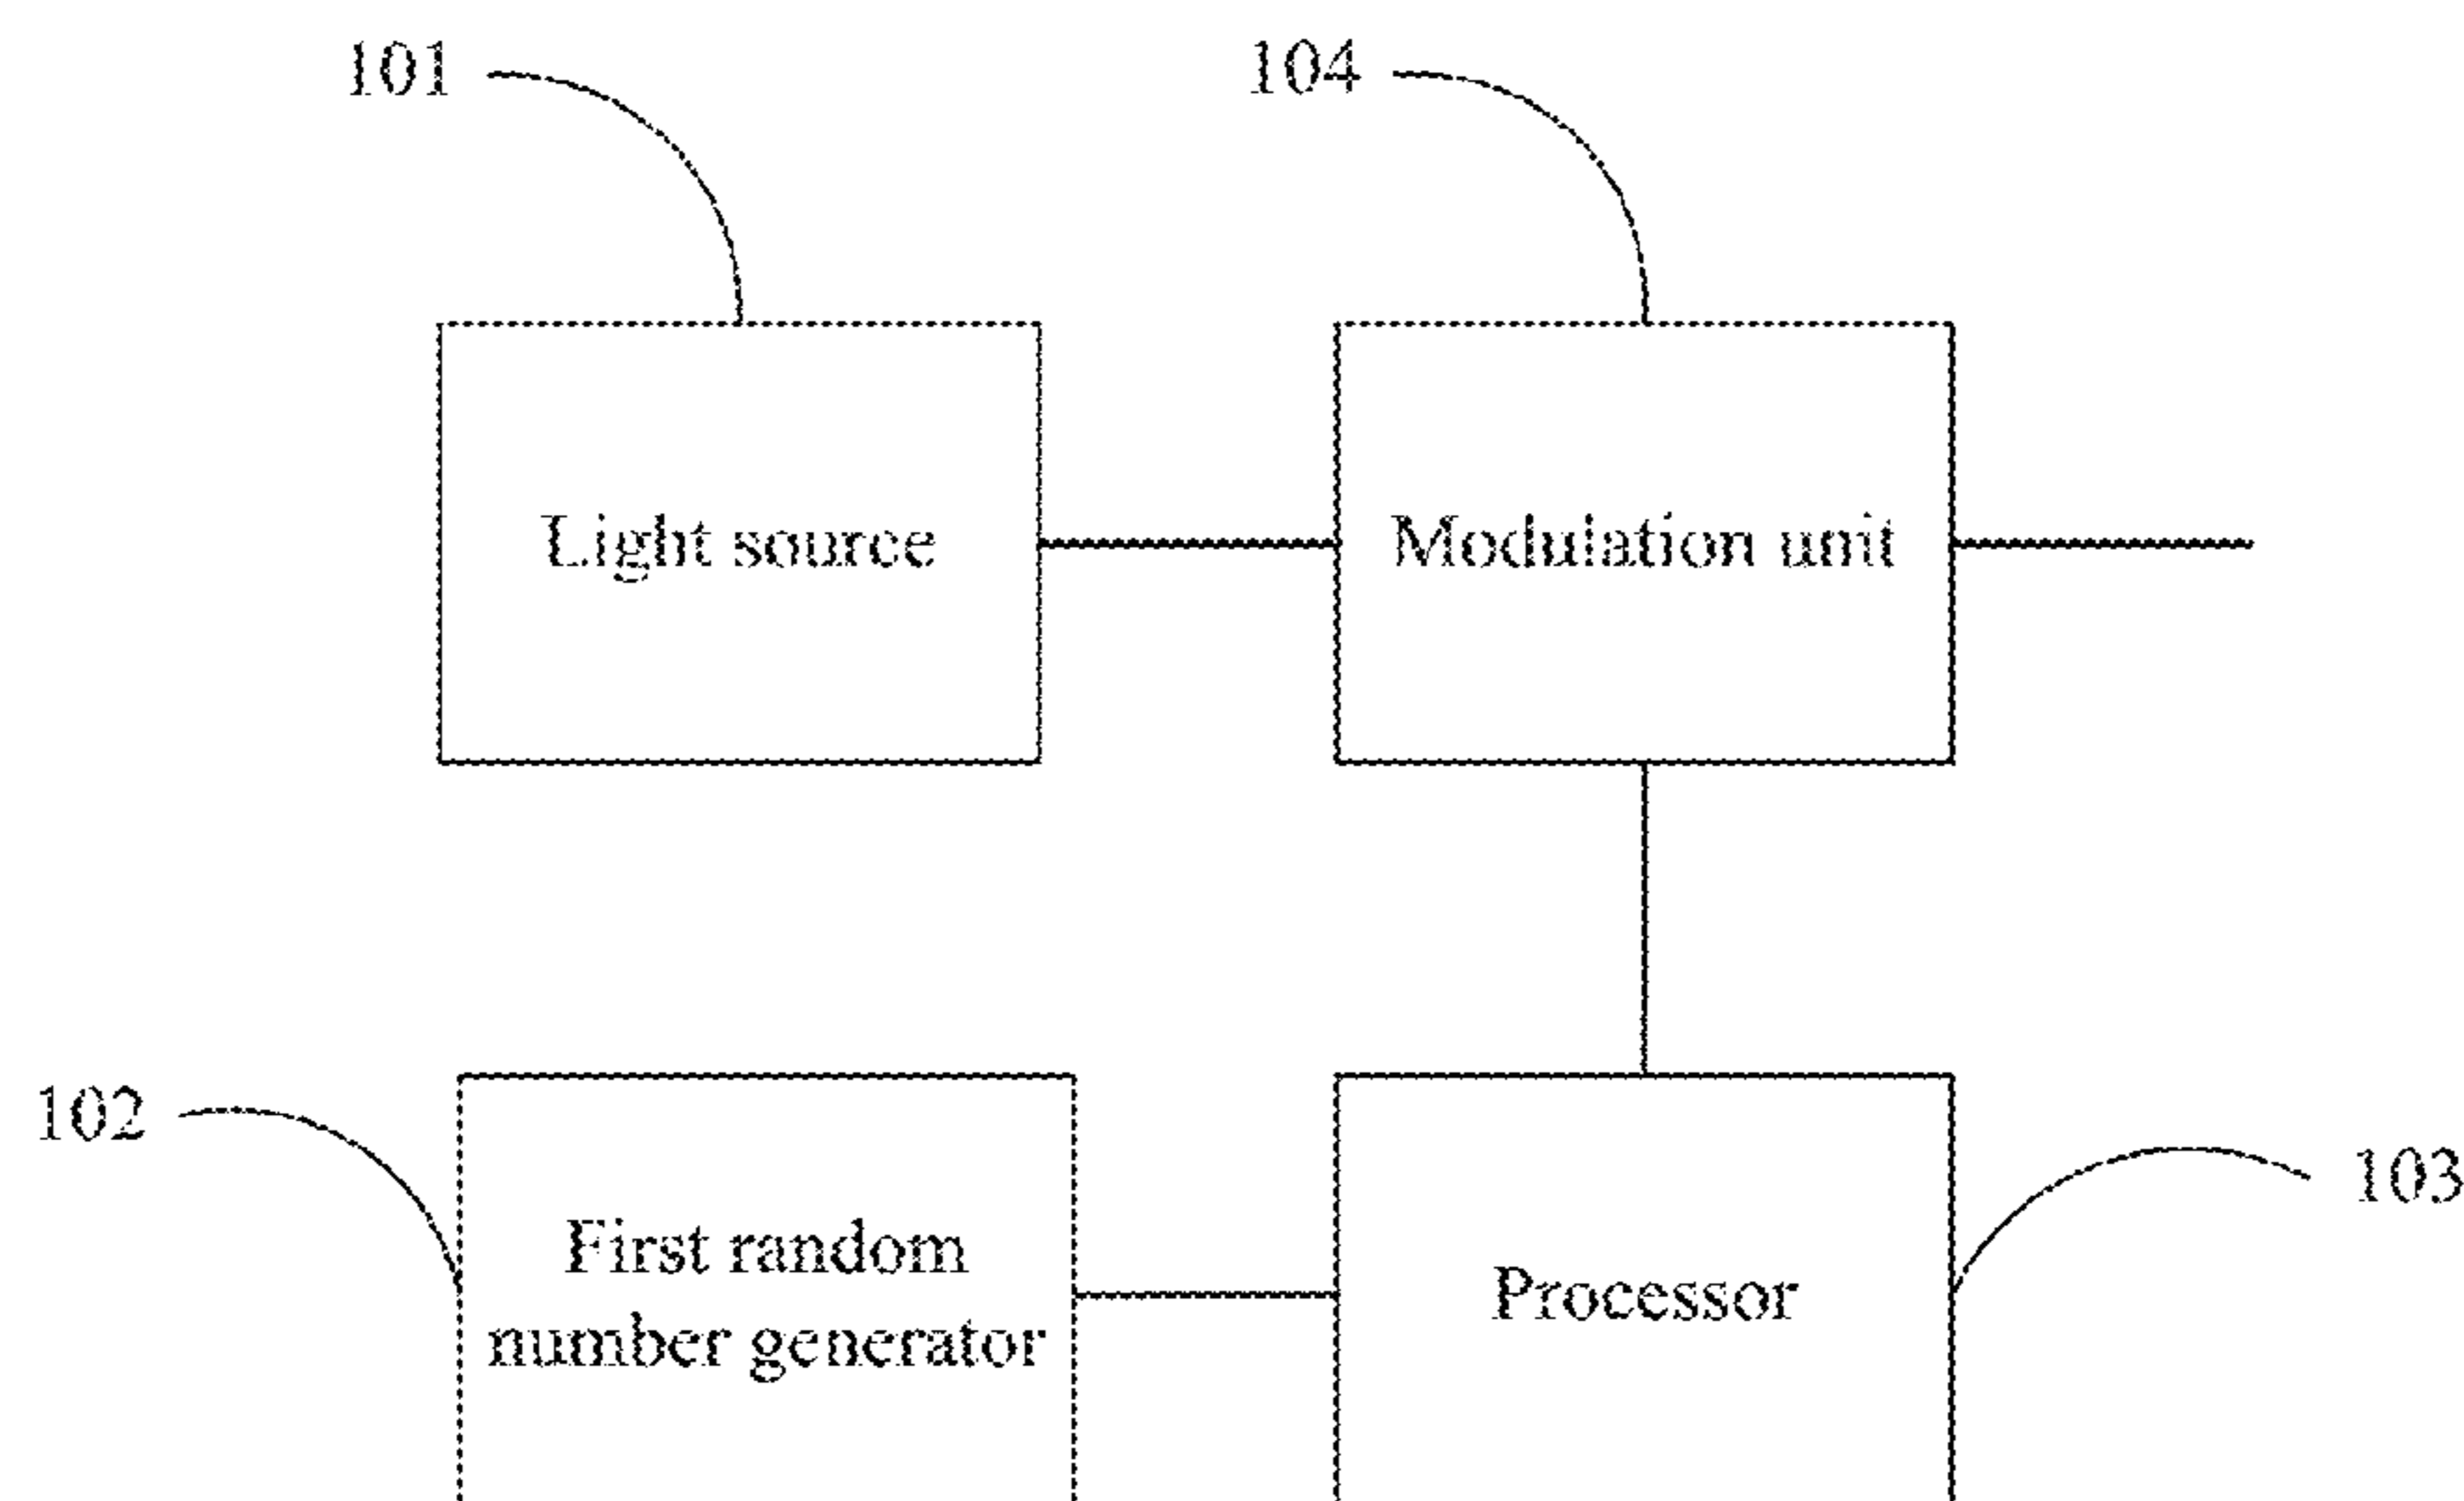 101
104
Light source
Modulation unit
102
103
First random
number generator
Processor